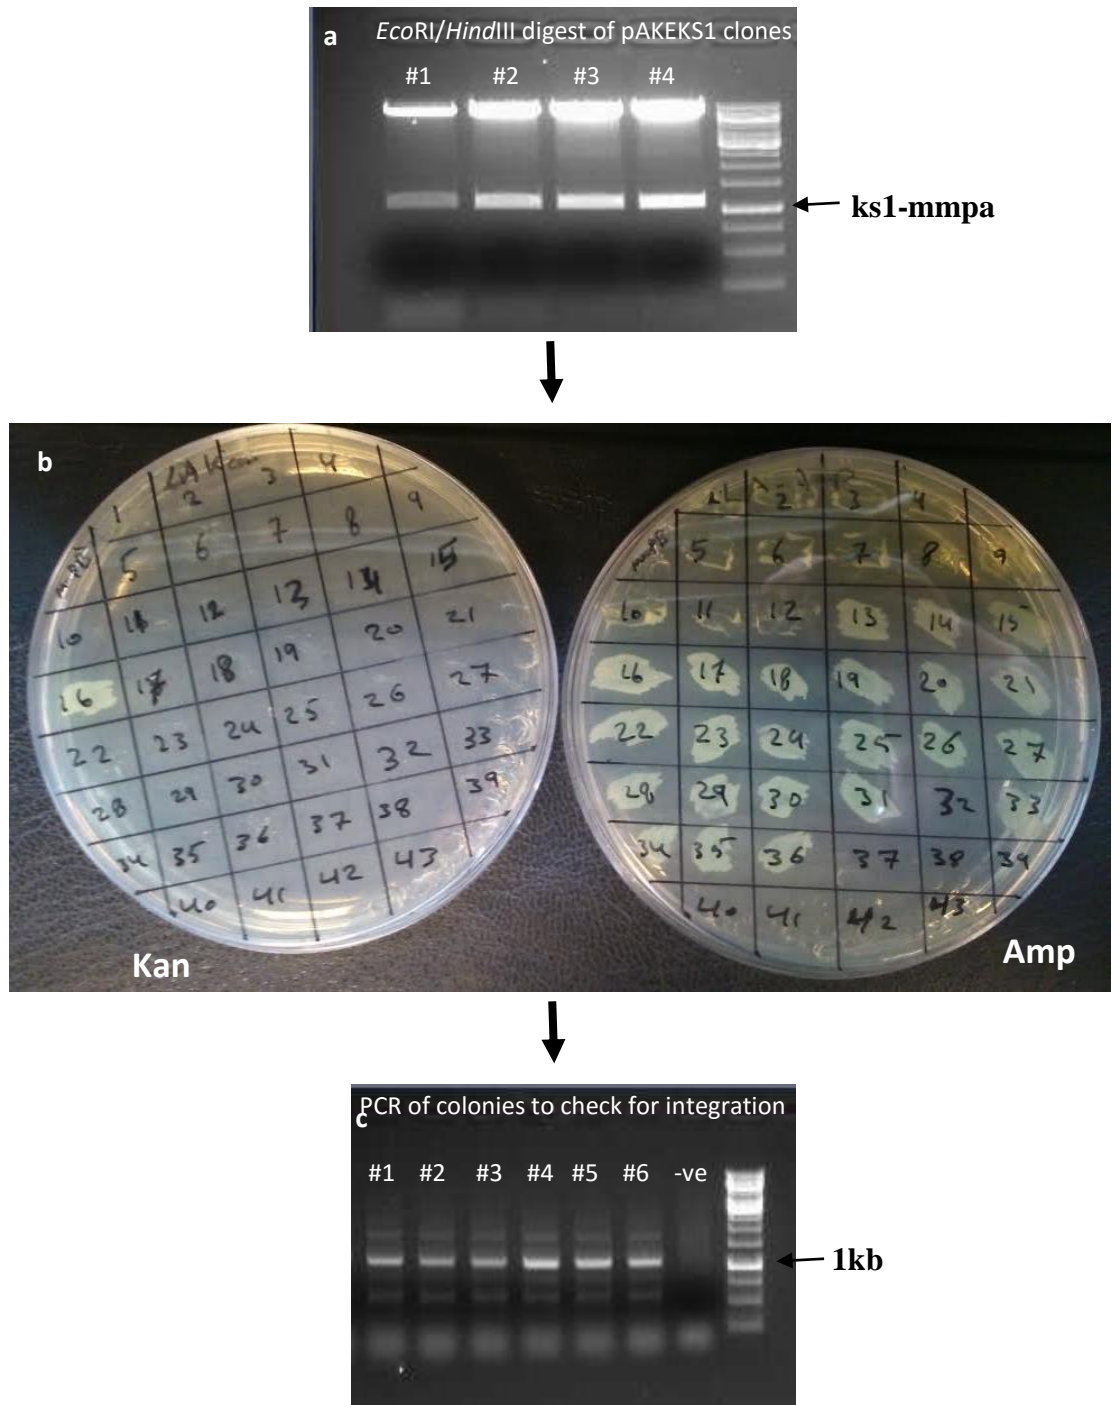 a
EcoRI/HindIII digest of pAKEKS1 clones
#1 #2 #3 #4
ks1-mmpa
b
1 2 3 4
5 6 7 8 9
10 11 12 13 14 15
16 17 18 19 20 21
22 23 24 25 26 27
28 29 30 31 32 33
34 35 36 37 38 39
40 41 42 43
Kan
2 3 4
5 6 7 8 9
10 11 12 13 14 15
16 17 18 19 20 21
22 23 24 25 26 27
28 29 30 31 32 33
34 35 36 37 38 39
40 41 42 43
Amp
PCR of colonies to check for integration
c
#1 #2 #3 #4 #5 #6 -ve
1kb